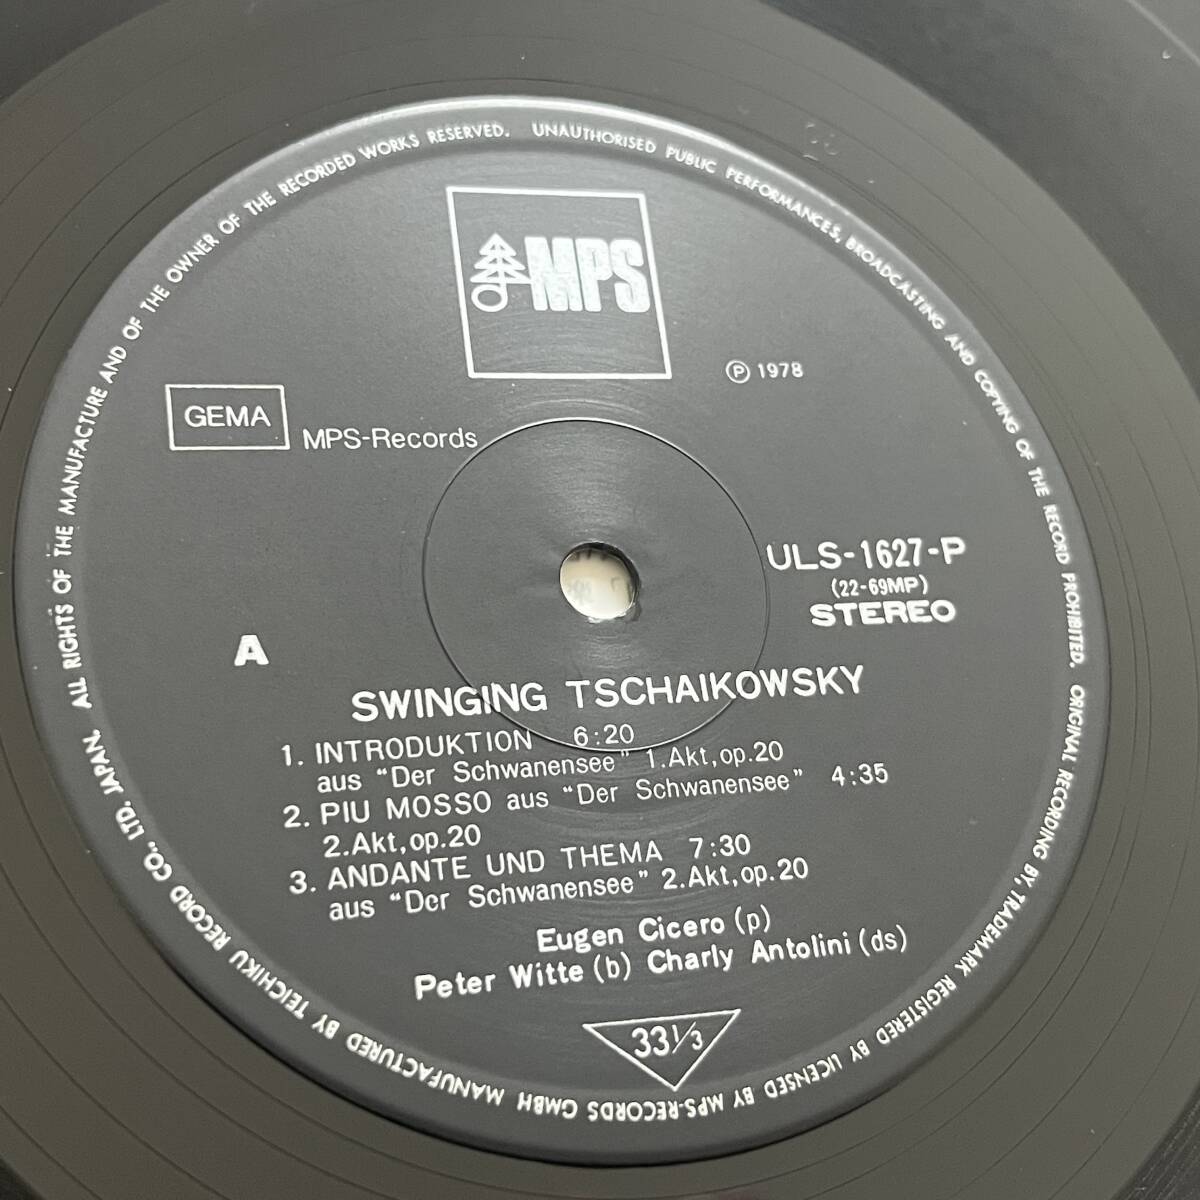 MPS
Ⓟ 1978
GEMA
MPS-Records
ULS-1627-P
(22-69MP)
STEREO
A
SWINGING TSCHAIKOWSKY
1. INTRODUKTION 6:20
aus "Der Schwanensee" 1.Akt,op.20
2. PIU MOSSO aus "Der Schwanensee" 4:35
2.Akt,op.20
3. ANDANTE UND THEMA 7:30
aus "Der Schwanensee" 2.Akt,op.20
Eugen Cicero (p)
Peter Witte (b) Charly Antolini (ds)
33 1/3
ALL RIGHTS OF THE MANUFACTURE AND OF THE OWNER OF THE RECORDED WORKS RESERVED. UNAUTHORISED PUBLIC PERFORMANCES, BROADCASTING AND COPYING OF THE RECORD PROHIBITED. ORIGINAL RECORDING BY, TRADEMARK REGISTERED BY LICENSED BY MPS-RECORDS GMBH MANUFACTURED BY TEICHIKU RECORD CO., LTD. JAPAN.